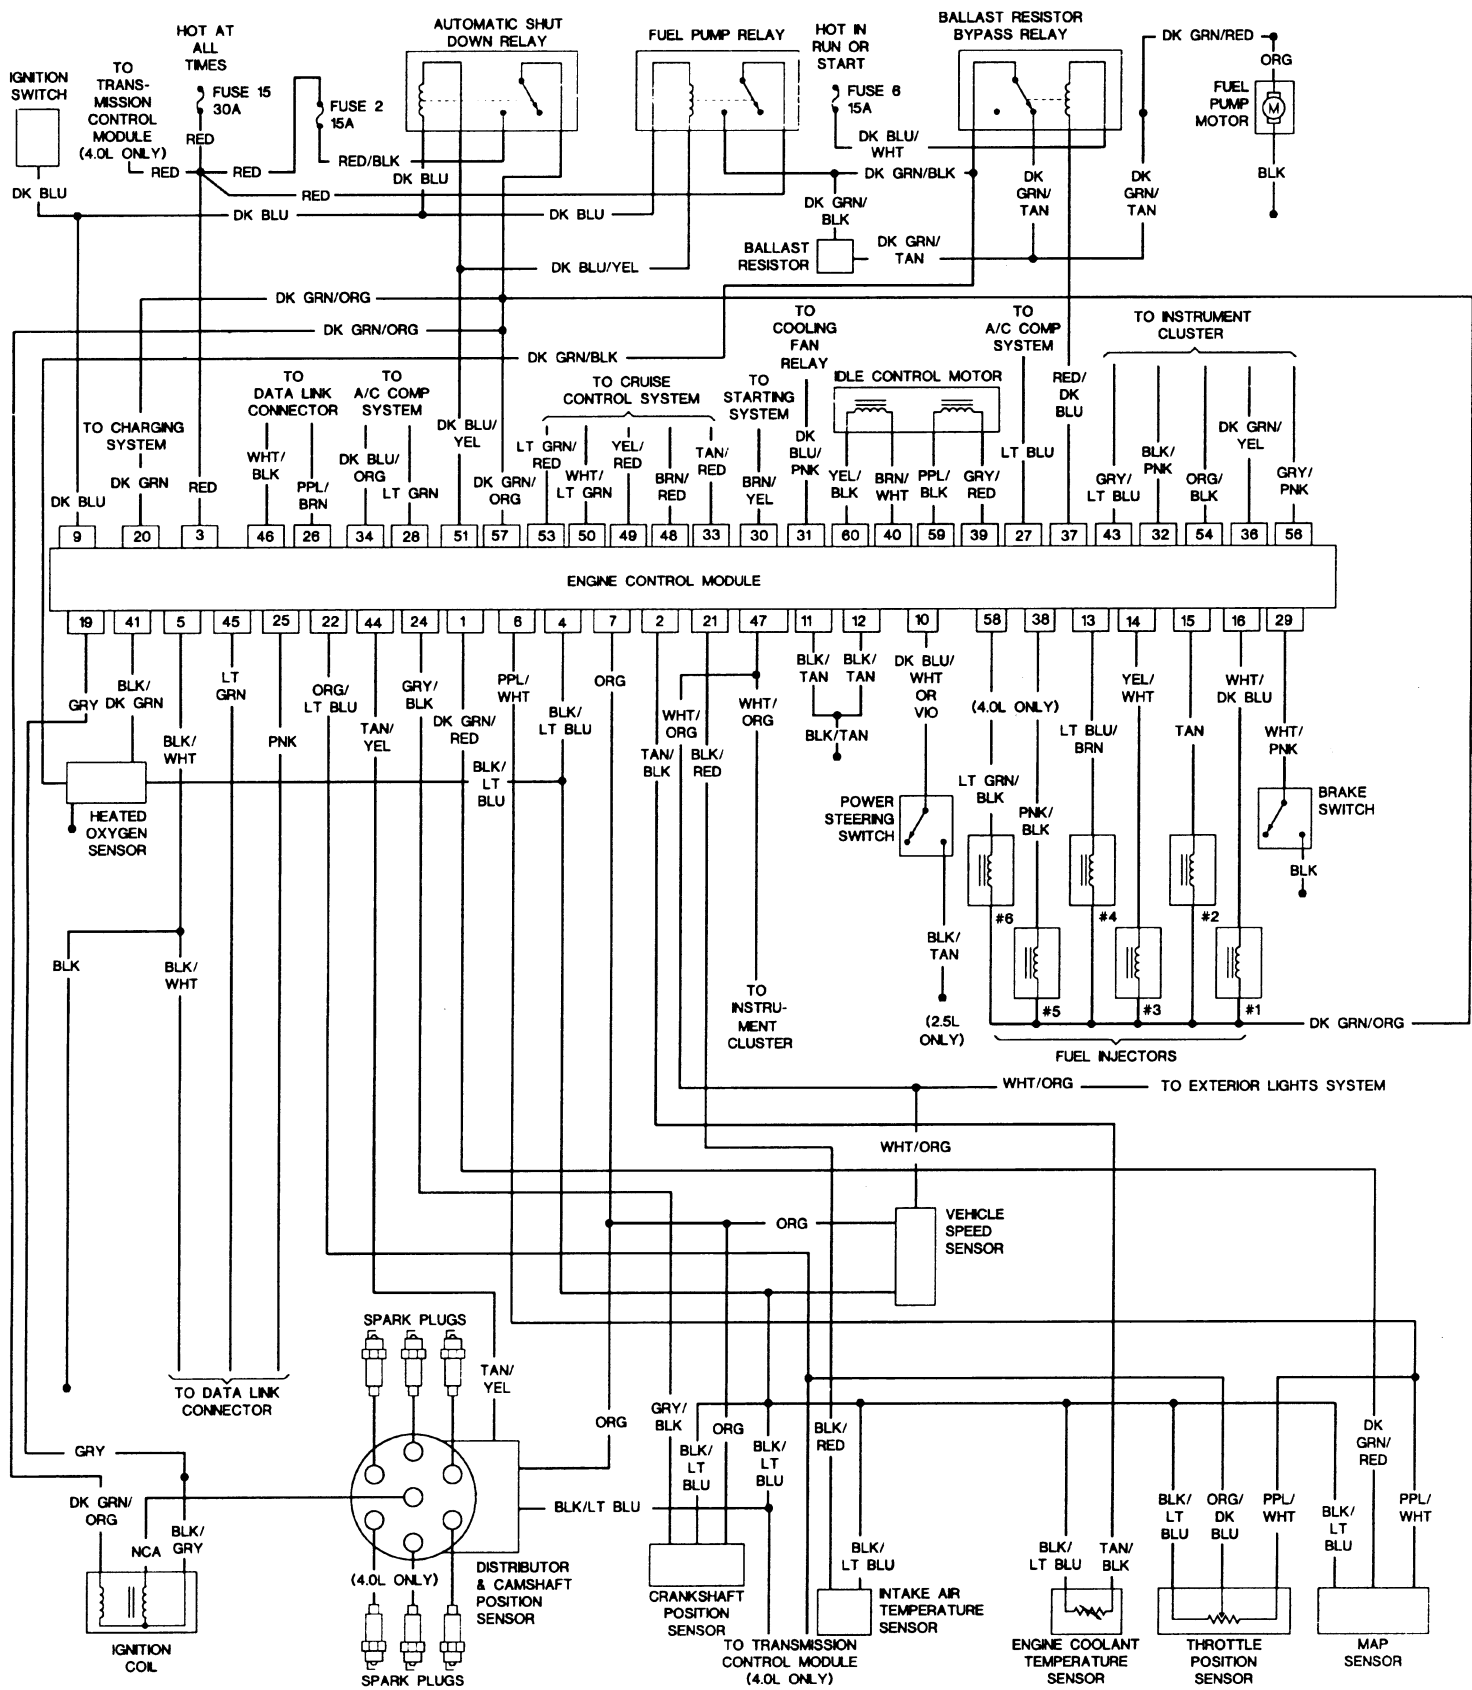 AUTOMATIC SHUT
DOWN RELAY
FUEL PUMP RELAY
HOT IN
RUN OR
START
BALLAST RESISTOR
BYPASS RELAY
DK GRN/RED
ORG
FUEL
PUMP
MOTOR
M
BLK
HOT AT
ALL
TIMES
IGNITION
SWITCH
TO
TRANS-
MISSION
CONTROL
MODULE
(4.0L ONLY)
FUSE 15
30A
FUSE 2
15A
FUSE 6
15A
RED
RED
RED
RED/BLK
DK BLU
RED
DK BLU/
WHT
DK GRN/BLK
DK BLU
DK BLU
DK BLU
DK GRN/
BLK
DK
GRN/
TAN
DK
GRN/
TAN
BALLAST
RESISTOR
DK GRN/
TAN
DK BLU/YEL
DK GRN/ORG
DK GRN/ORG
DK GRN/BLK
TO
COOLING
FAN
RELAY
TO
A/C COMP
SYSTEM
TO INSTRUMENT
CLUSTER
TO CHARGING
SYSTEM
TO
DATA LINK
CONNECTOR
TO
A/C COMP
SYSTEM
TO CRUISE
CONTROL SYSTEM
TO
STARTING
SYSTEM
IDLE CONTROL MOTOR
DK BLU
DK GRN
RED
WHT/
BLK
PPL/
BRN
DK BLU/
ORG
LT GRN
DK BLU/
YEL
DK GRN/
ORG
LT GRN/
RED
WHT/
LT GRN
YEL/
RED
BRN/
RED
TAN/
RED
BRN/
YEL
DK
BLU/
PNK
YEL/
BLK
BRN/
WHT
PPL/
BLK
GRY/
RED
LT BLU
RED/
DK
BLU
GRY/
LT BLU
BLK/
PNK
ORG/
BLK
DK GRN/
YEL
GRY/
PNK
9 20 3 46 26 34 28 51 57 53 50 49 48 33 30 31 60 40 59 39 27 37 43 32 54 36 56
ENGINE CONTROL MODULE
19 41 5 45 25 22 44 24 1 6 4 7 2 21 47 11 12 10 58 38 13 14 15 16 29
GRY
BLK/
DK GRN
BLK/
WHT
LT
GRN
PNK
ORG/
LT BLU
TAN/
YEL
GRY/
BLK
DK GRN/
RED
PPL/
WHT
BLK/
LT BLU
BLK/
LT
BLU
ORG
TAN/
BLK
WHT/
ORG
BLK/
RED
WHT/
ORG
BLK/
TAN
BLK/
TAN
BLK/TAN
DK BLU/
WHT
OR
VIO
(4.0L ONLY)
LT GRN/
BLK
PNK/
BLK
LT BLU/
BRN
YEL/
WHT
TAN
WHT/
DK BLU
WHT/
PNK
HEATED
OXYGEN
SENSOR
POWER
STEERING
SWITCH
BRAKE
SWITCH
BLK
#6
#4
#2
#5
#3
#1
BLK
BLK/
WHT
BLK/
TAN
(2.5L
ONLY)
TO
INSTRU-
MENT
CLUSTER
DK GRN/ORG
FUEL INJECTORS
WHT/ORG
TO EXTERIOR LIGHTS SYSTEM
WHT/ORG
VEHICLE
SPEED
SENSOR
ORG
SPARK PLUGS
TAN/
YEL
TO DATA LINK
CONNECTOR
GRY
DK GRN/
ORG
NCA
BLK/
GRY
IGNITION
COIL
(4.0L ONLY)
SPARK PLUGS
DISTRIBUTOR
& CAMSHAFT
POSITION
SENSOR
ORG
BLK/LT BLU
GRY/
BLK
BLK/
LT
BLU
ORG
BLK/
LT
BLU
BLK/
RED
BLK/
LT BLU
CRANKSHAFT
POSITION
SENSOR
TO TRANSMISSION
CONTROL MODULE
(4.0L ONLY)
INTAKE AIR
TEMPERATURE
SENSOR
BLK/
LT BLU
TAN/
BLK
ENGINE COOLANT
TEMPERATURE
SENSOR
BLK/
LT
BLU
ORG/
DK
BLU
PPL/
WHT
THROTTLE
POSITION
SENSOR
BLK/
LT
BLU
DK
GRN/
RED
PPL/
WHT
MAP
SENSOR